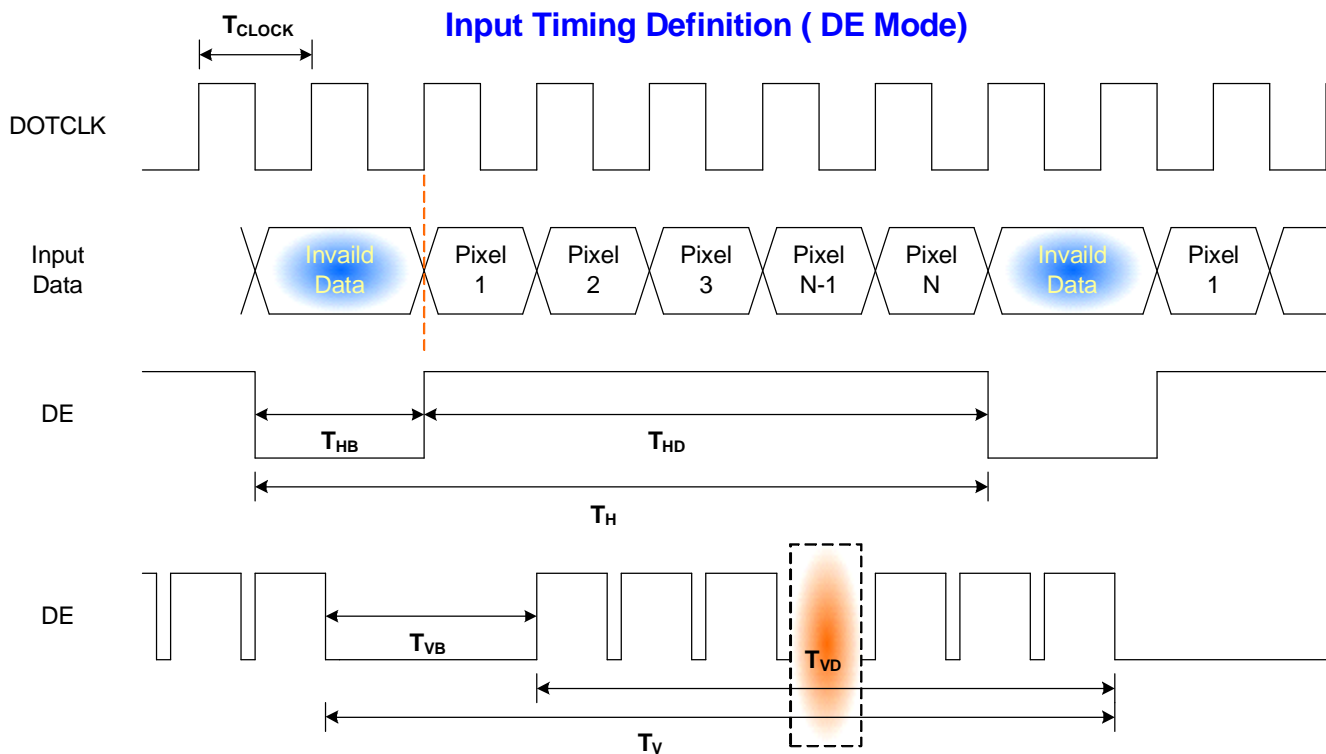 Input Timing Definition ( DE Mode)
TCLOCK
DOTCLK
Input
Data
Invaild
Data
Pixel
1
Pixel
2
Pixel
3
Pixel
N-1
Pixel
N
Invaild
Data
Pixel
1
DE
THB
THD
TH
DE
TVB
TVD
TV